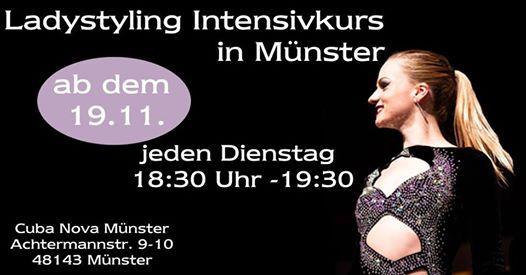 Ladystyling Intensivkurs
in Münster
ab dem
19.11.
jeden Dienstag
18:30 Uhr -19:30
Cuba Nova Münster
Achtermannstr. 9-10
48143 Münster